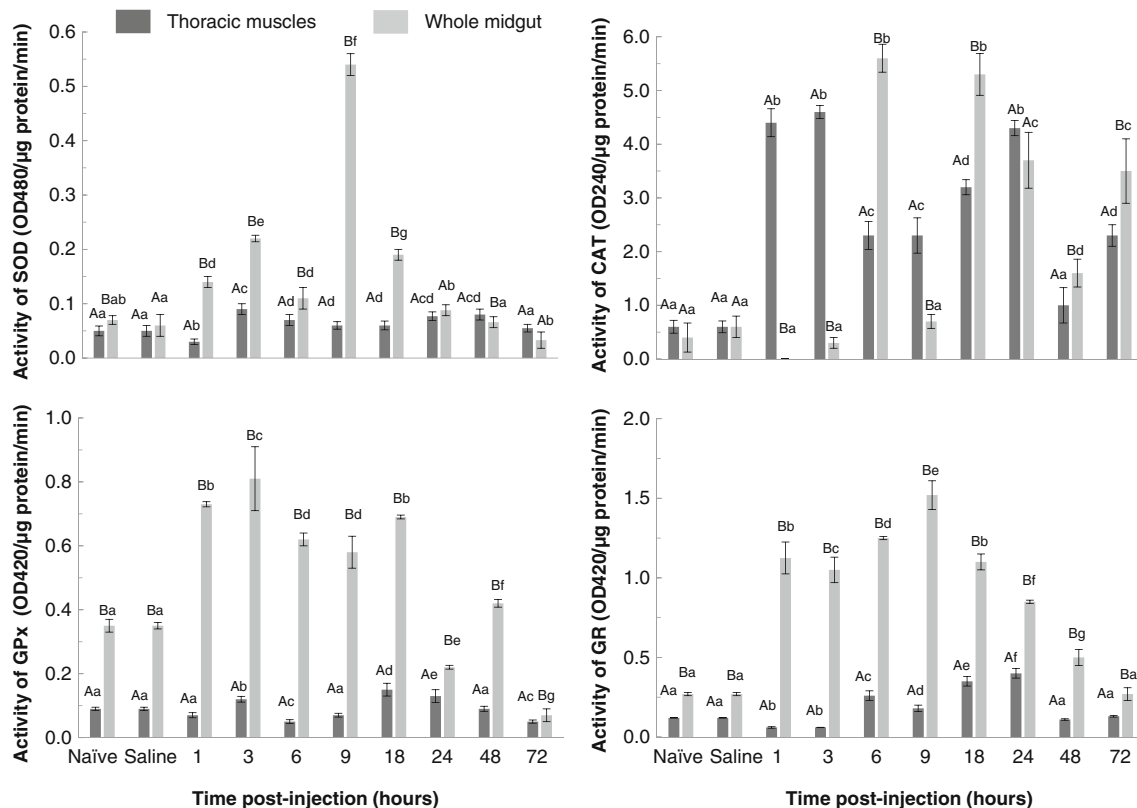 Thoracic muscles
Whole midgut
Activity of SOD (OD480/µg protein/min)
0.6
0.5
0.4
0.3
0.2
0.1
0.0
Aa Bab
Aa Aa
Ab Bd
Ac Be
Ad Bd
Ad Bf
Ad Bg
Acd Ab
Acd Ba
Aa Ab
Activity of CAT (OD240/µg protein/min)
6.0
5.0
4.0
3.0
2.0
1.0
0.0
Aa Aa
Aa Aa
Ab Ba
Ab Ba
Ac Bb
Ac Ba
Ad Bb
Ab Ac
Aa Bd
Ad Bc
Activity of GPx (OD420/µg protein/min)
1.0
0.8
0.6
0.4
0.2
0.0
Aa Ba
Aa Ba
Aa Bb
Ab Bc
Ac Bd
Aa Bd
Ad Bb
Ae Be
Aa Bf
Ac Bg
Naïve Saline 1 3 6 9 18 24 48 72
Time post-injection (hours)
Activity of GR (OD420/µg protein/min)
2.0
1.5
1.0
0.5
0.0
Aa Ba
Aa Ba
Ab Bb
Ab Bc
Ac Bd
Ad Be
Ae Bb
Af Bf
Aa Bg
Aa Ba
Naïve Saline 1 3 6 9 18 24 48 72
Time post-injection (hours)